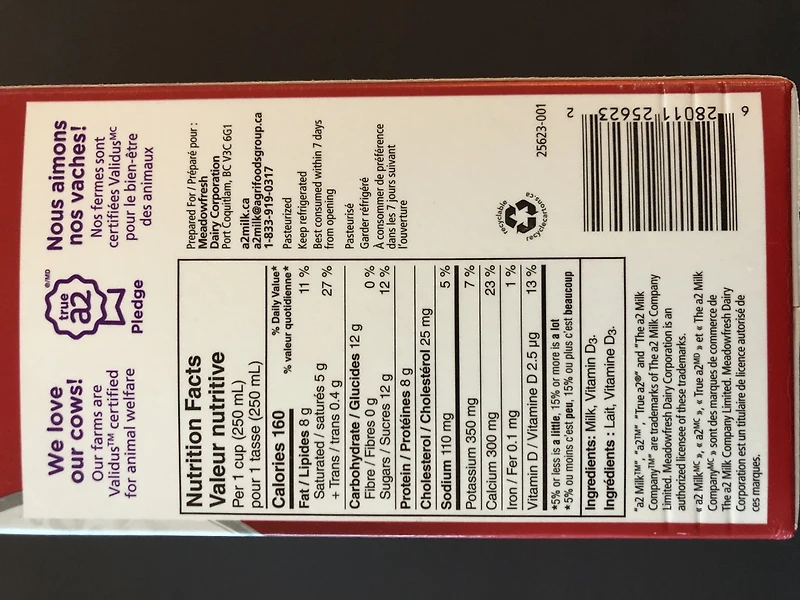 We love
our cows!
Our farms are
Validus™ certified
for animal welfare
®/MD
true
a2
Pledge
Nous aimons
nos vaches!
Nos fermes sont
certifiées Validusᴹᶜ
pour le bien-être
des animaux
Nutrition Facts
Valeur nutritive
Per 1 cup (250 mL)
pour 1 tasse (250 mL)
Calories 160
% Daily Value*
% valeur quotidienne*
Fat / Lipides 8 g 11 %
Saturated / saturés 5 g 27 %
+ Trans / trans 0.4 g
Carbohydrate / Glucides 12 g
Fibre / Fibres 0 g 0 %
Sugars / Sucres 12 g 12 %
Protein / Protéines 8 g
Cholesterol / Cholestérol 25 mg
Sodium 110 mg 5 %
Potassium 350 mg 7 %
Calcium 300 mg 23 %
Iron / Fer 0.1 mg 1 %
Vitamin D / Vitamine D 2.5 µg 13 %
*5% or less is a little, 15% or more is a lot
*5% ou moins c'est peu, 15% ou plus c'est beaucoup
Ingredients: Milk, Vitamin D3.
Ingrédients : Lait, Vitamine D3.
"a2 Milk™" "a2™", "True a2®" and "The a2 Milk
Company™" are trademarks of The a2 Milk Company
Limited. Meadowfresh Dairy Corporation is an
authorized licensee of these trademarks.
« a2 Milkᴹᶜ », « a2ᴹᶜ », « True a2ᴹᴰ » et « The a2 Milk
Companyᴹᶜ » sont des marques de commerce de
The a2 Milk Company Limited. Meadowfresh Dairy
Corporation est un titulaire de licence autorisé de
ces marques.
Prepared For / Préparé pour :
Meadowfresh
Dairy Corporation
Port Coquitlam, BC V3C 6G1
a2milk.ca
a2milk@agrifoodsgroup.ca
1-833-919-0317
Pasteurized
Keep refrigerated
Best consumed within 7 days
from opening
Pasteurisé
Garder réfrigéré
À consommer de préférence
dans les 7 jours suivant
l'ouverture
recyclable
recyclecartons.ca
25623-001
6 28011 25623 2